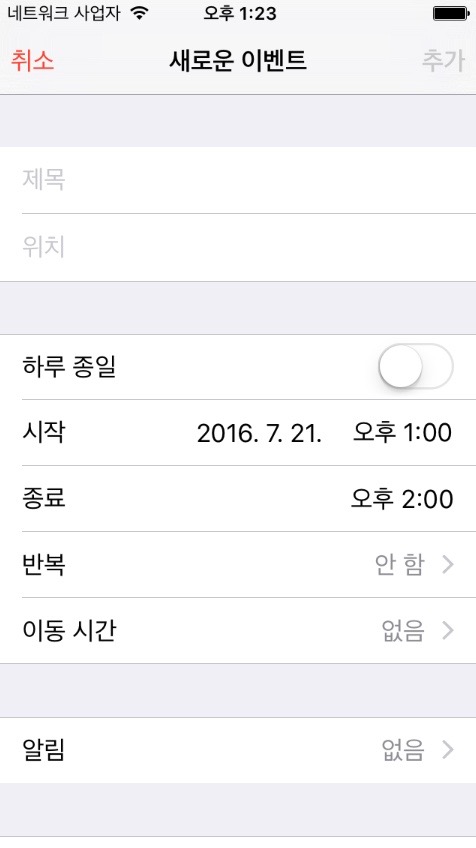 네트워크 사업자 오후 1:23
취소 새로운 이벤트 추가
제목
위치
하루 종일
시작 2016. 7. 21. 오후 1:00
종료 오후 2:00
반복 안 함
이동 시간 없음
알림 없음